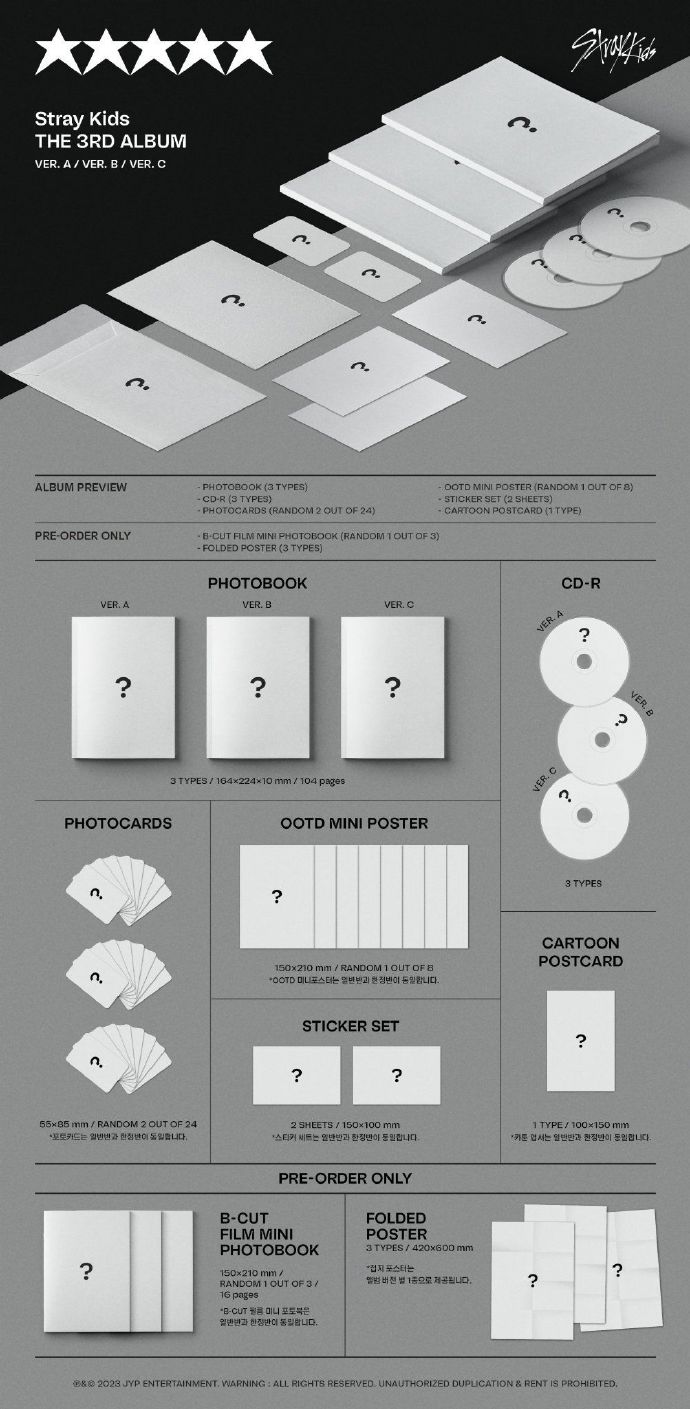 Stray Kids
Stray Kids
THE 3RD ALBUM
VER. A / VER. B / VER. C
?
?
?
?
?
?
?
?
?
?
?
ALBUM PREVIEW
- PHOTOBOOK (3 TYPES)
- CD-R (3 TYPES)
- PHOTOCARDS (RANDOM 2 OUT OF 24)
- OOTD MINI POSTER (RANDOM 1 OUT OF 8)
- STICKER SET (2 SHEETS)
- CARTOON POSTCARD (1 TYPE)
PRE-ORDER ONLY
- B-CUT FILM MINI PHOTOBOOK (RANDOM 1 OUT OF 3)
- FOLDED POSTER (3 TYPES)
PHOTOBOOK
VER. A
VER. B
VER. C
?
?
?
3 TYPES / 164×224×10 mm / 104 pages
CD-R
VER. A
?
VER. B
?
VER. C
?
3 TYPES
PHOTOCARDS
?
?
?
55×85 mm / RANDOM 2 OUT OF 24
*포토카드는 일반반과 한정반이 동일합니다.
OOTD MINI POSTER
?
150×210 mm / RANDOM 1 OUT OF 8
*OOTD 미니포스터는 일반반과 한정반이 동일합니다.
STICKER SET
?
?
2 SHEETS / 150×100 mm
*스티커 세트는 일반반과 한정반이 동일합니다.
CARTOON
POSTCARD
?
1 TYPE / 100×150 mm
*카툰 엽서는 일반반과 한정반이 동일합니다.
PRE-ORDER ONLY
?
B-CUT
FILM MINI
PHOTOBOOK
150×210 mm /
RANDOM 1 OUT OF 3 /
16 pages
*B-CUT 필름 미니 포토북은
일반반과 한정반이 동일합니다.
FOLDED
POSTER
3 TYPES / 420×600 mm
*접지 포스터는
앨범 버전 별 1종으로 제공됩니다.
?
?
℗&© 2023 JYP ENTERTAINMENT. WARNING : ALL RIGHTS RESERVED. UNAUTHORIZED DUPLICATION & RENT IS PROHIBITED.